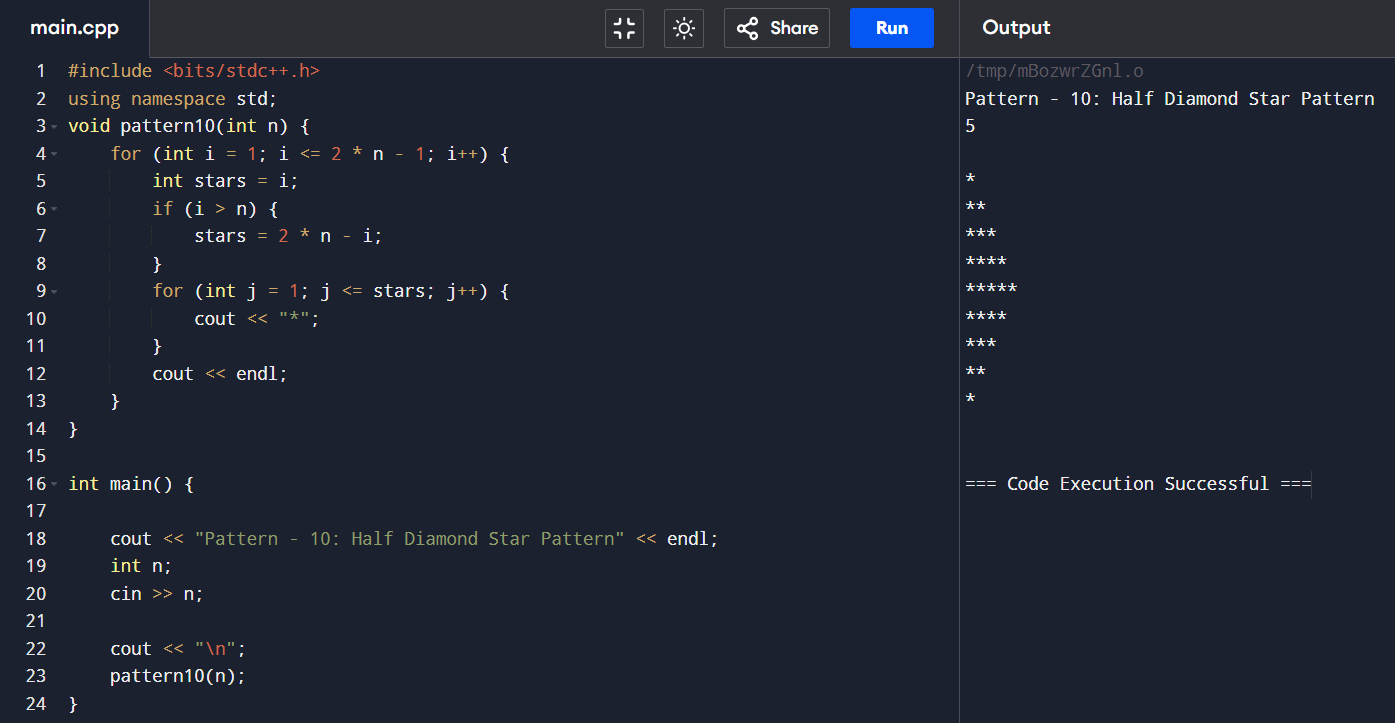 main.cpp
Share
Run
Output
1 #include <bits/stdc++.h>
2 using namespace std;
3 void pattern10(int n) {
4     for (int i = 1; i <= 2 * n - 1; i++) {
5         int stars = i;
6         if (i > n) {
7             stars = 2 * n - i;
8         }
9         for (int j = 1; j <= stars; j++) {
10             cout << "*";
11         }
12         cout << endl;
13     }
14 }
15
16 int main() {
17
18     cout << "Pattern - 10: Half Diamond Star Pattern" << endl;
19     int n;
20     cin >> n;
21
22     cout << "\n";
23     pattern10(n);
24 }
/tmp/mBozwrZGnl.o
Pattern - 10: Half Diamond Star Pattern
5
*
**
***
****
*****
****
***
**
*
=== Code Execution Successful ===